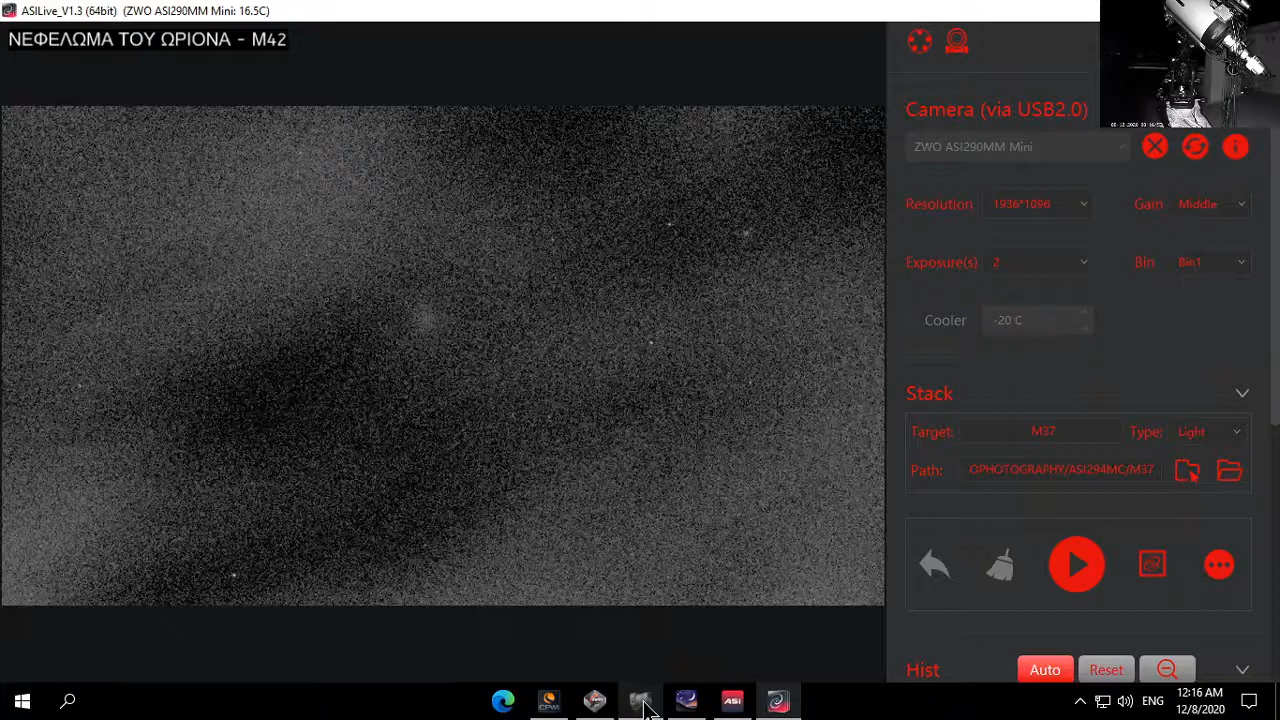 ASILive_V1.3 (64bit) (ZWO ASI290MM Mini: 16.5C)
ΝΕΦΕΛΩΜΑ ΤΟΥ ΩΡΙΟΝΑ - M42
Camera (via USB2.0)
ZWO ASI290MM Mini
Resolution 1936*1096 Gain Middle
Exposure(s) 2 Bin Bin1
Cooler -20 C
Stack
Target: M37 Type: Light
Path: OPHOTOGRAPHY/ASI294MC/M37
Hist Auto Reset
CPWI ASI
ENG 12:16 AM
12/8/2020